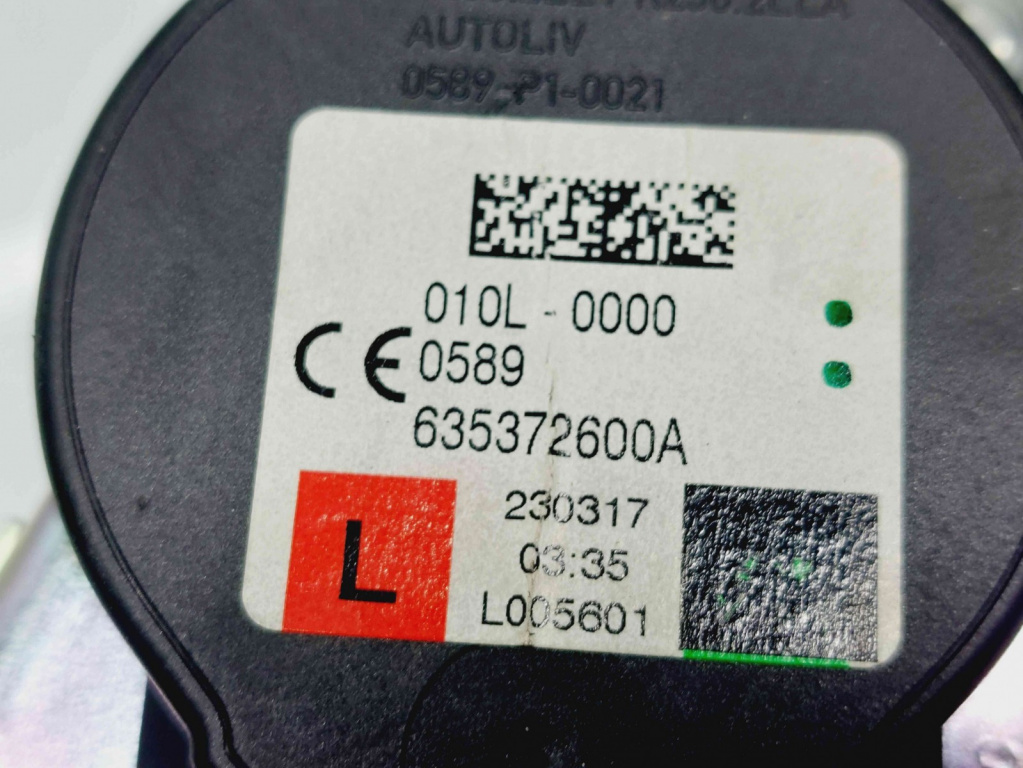 AUTOLIV
0589-P1-0021
010L - 0000
CE 0589
635372600A
230317
03:35
L005601
L